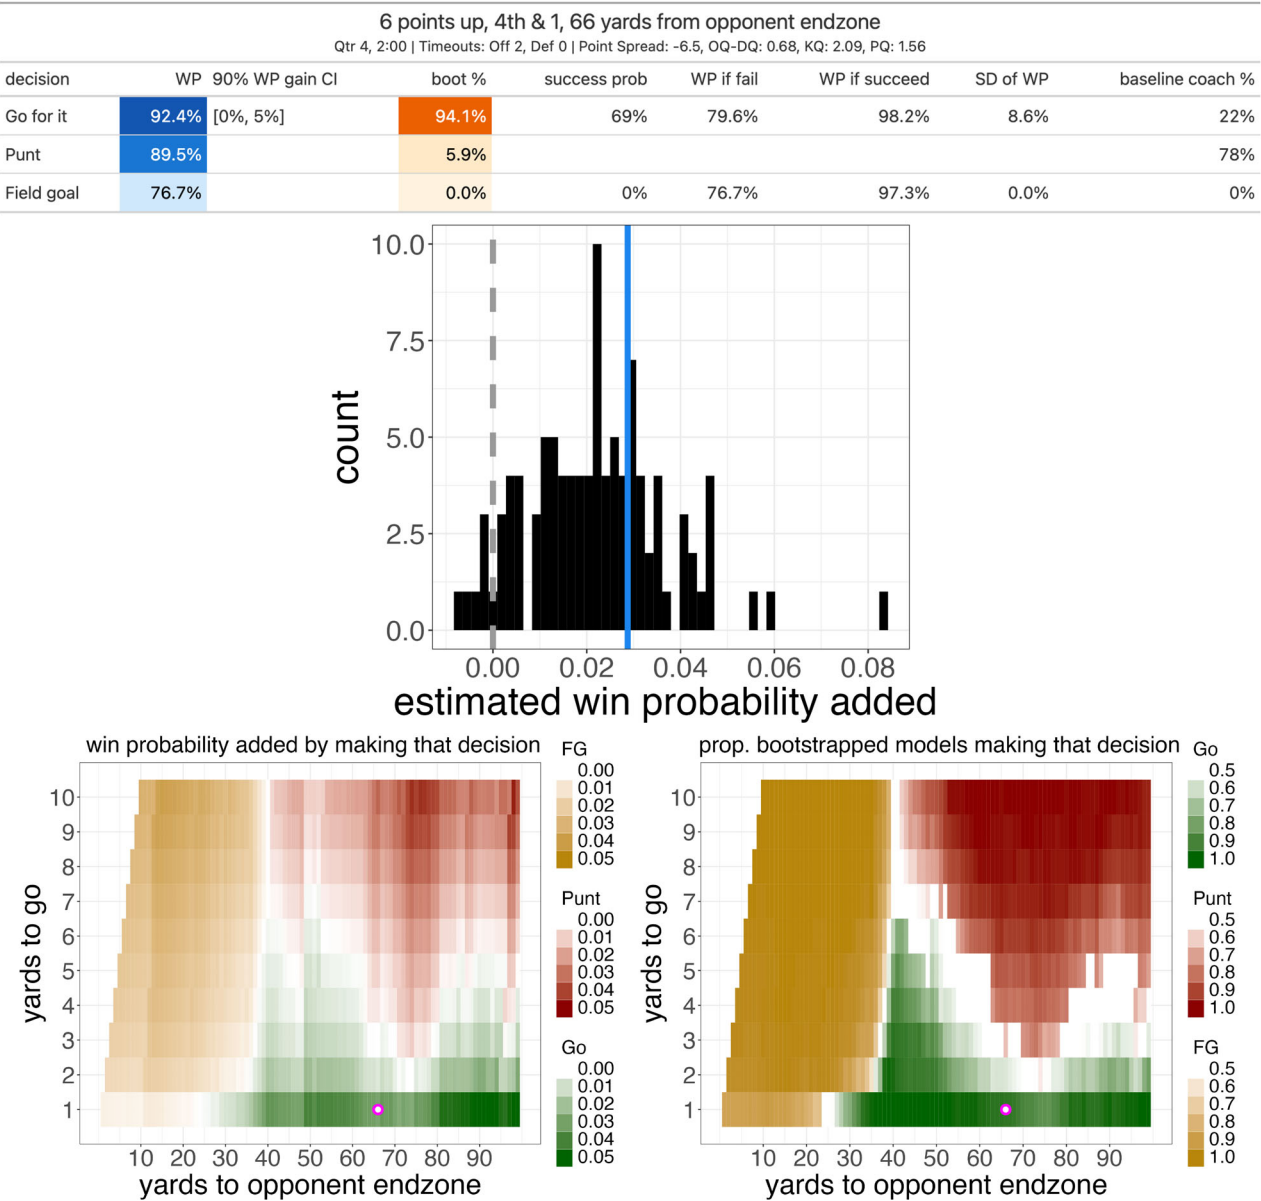 6 points up, 4th & 1, 66 yards from opponent endzone
Qtr 4, 2:00 | Timeouts: Off 2, Def 0 | Point Spread: -6.5, OQ-DQ: 0.68, KQ: 2.09, PQ: 1.56
decision WP 90% WP gain CI boot % success prob WP if fail WP if succeed SD of WP baseline coach %
Go for it 92.4% [0%, 5%] 94.1% 69% 79.6% 98.2% 8.6% 22%
Punt 89.5% 5.9% 78%
Field goal 76.7% 0.0% 0% 76.7% 97.3% 0.0% 0%
10.0
7.5
5.0
2.5
0.0
count
0.00 0.02 0.04 0.06 0.08
estimated win probability added
win probability added by making that decision
10
9
8
7
6
5
4
3
2
1
yards to go
10 20 30 40 50 60 70 80 90
yards to opponent endzone
FG
0.00
0.01
0.02
0.03
0.04
0.05
Punt
0.00
0.01
0.02
0.03
0.04
0.05
Go
0.00
0.01
0.02
0.03
0.04
0.05
prop. bootstrapped models making that decision
10
9
8
7
6
5
4
3
2
1
yards to go
10 20 30 40 50 60 70 80 90
yards to opponent endzone
Go
0.5
0.6
0.7
0.8
0.9
1.0
Punt
0.5
0.6
0.7
0.8
0.9
1.0
FG
0.5
0.6
0.7
0.8
0.9
1.0